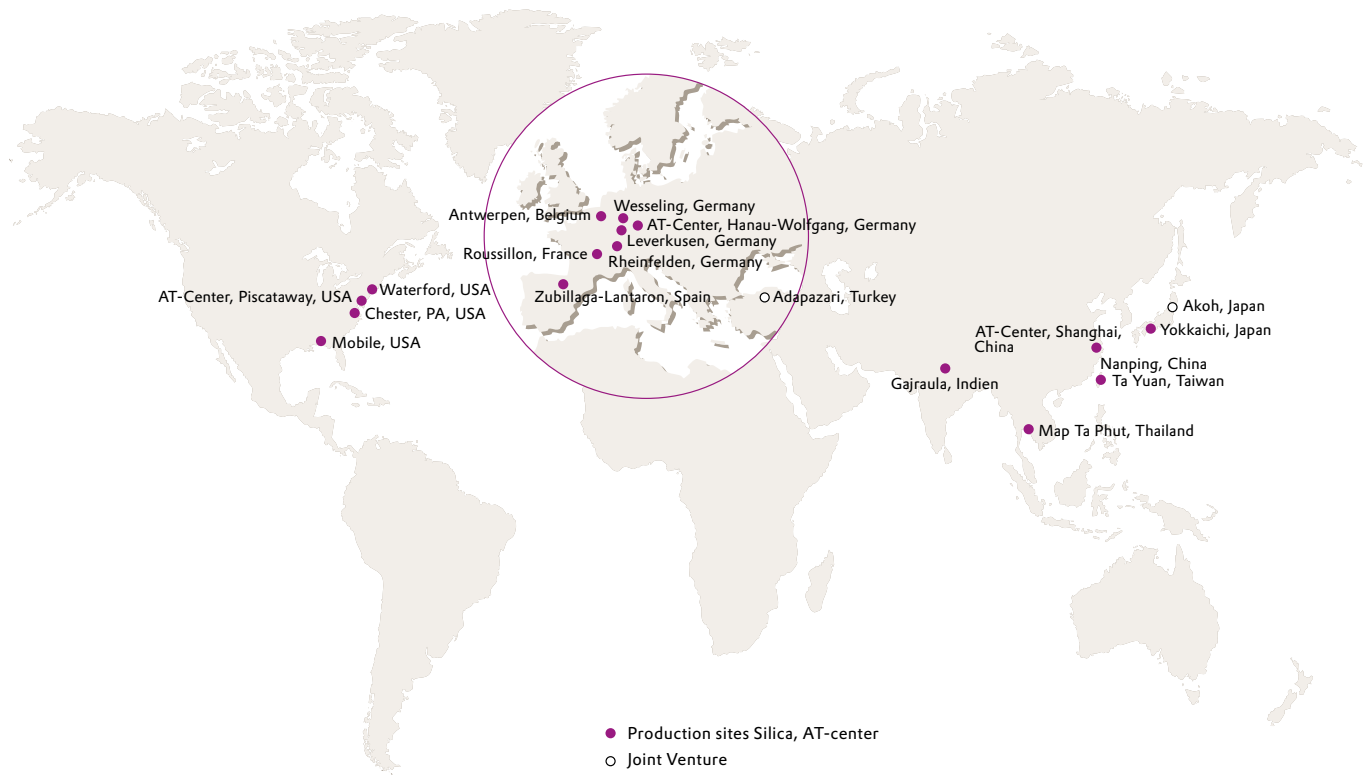 Wesseling, Germany
Antwerpen, Belgium
AT-Center, Hanau-Wolfgang, Germany
Leverkusen, Germany
Roussillon, France
Rheinfelden, Germany
Waterford, USA
AT-Center, Piscataway, USA
Zubillaga-Lantaron, Spain
Adapazari, Turkey
Chester, PA, USA
Akoh, Japan
Mobile, USA
AT-Center, Shanghai,
China
Yokkaichi, Japan
Nanping, China
Gajraula, Indien
Ta Yuan, Taiwan
Map Ta Phut, Thailand
Production sites Silica, AT-center
Joint Venture